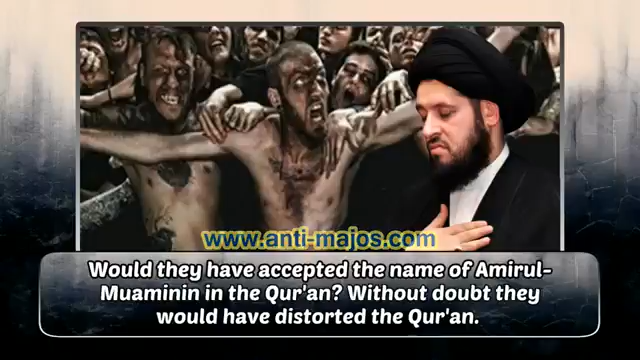 www.anti-majos.com
Would they have accepted the name of Amirul-
Muaminin in the Qur'an? Without doubt they
would have distorted the Qur'an.